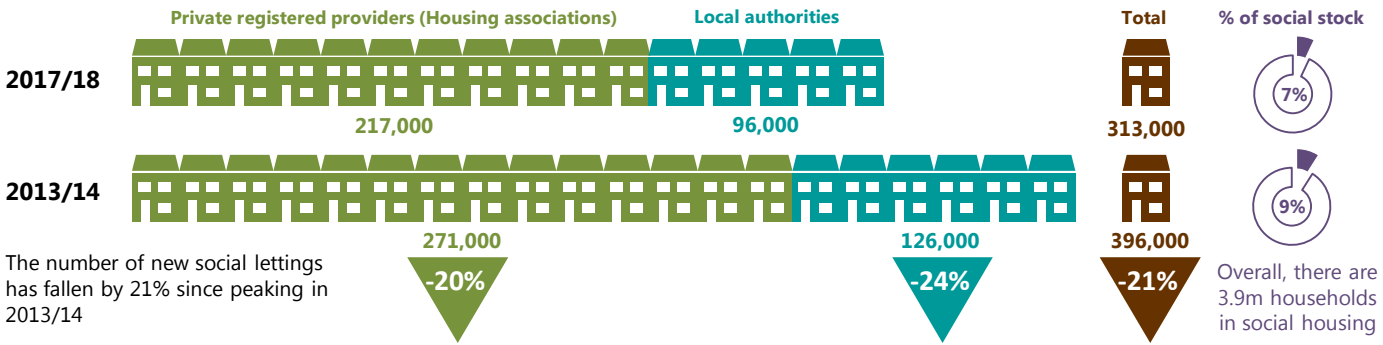 Private registered providers (Housing associations)
Local authorities
Total
% of social stock
2017/18
217,000
96,000
313,000
7%
2013/14
271,000
126,000
396,000
9%
The number of new social lettings
has fallen by 21% since peaking in
2013/14
-20%
-24%
-21%
Overall, there are
3.9m households
in social housing